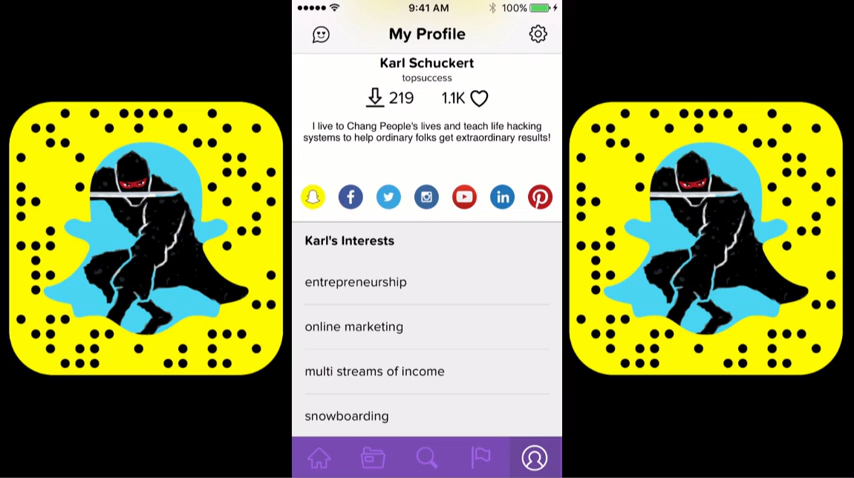 9:41 AM
100%
My Profile
Karl Schuckert
topsuccess
219
1.1K
I live to Chang People's lives and teach life hacking
systems to help ordinary folks get extraordinary results!
Karl's Interests
entrepreneurship
online marketing
multi streams of income
snowboarding